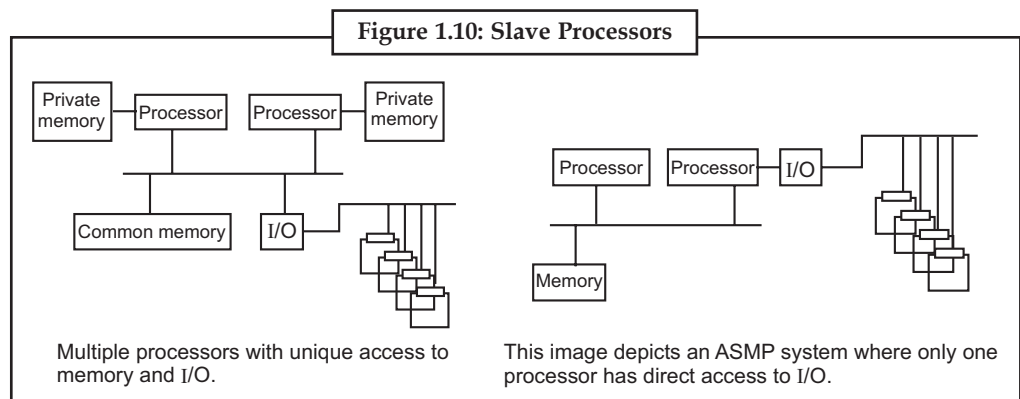 Figure 1.10: Slave Processors
Private
memory
Processor
Processor
Private
memory
Common memory
I/O
Multiple processors with unique access to
memory and I/O.
Processor
Processor
I/O
Memory
This image depicts an ASMP system where only one
processor has direct access to I/O.